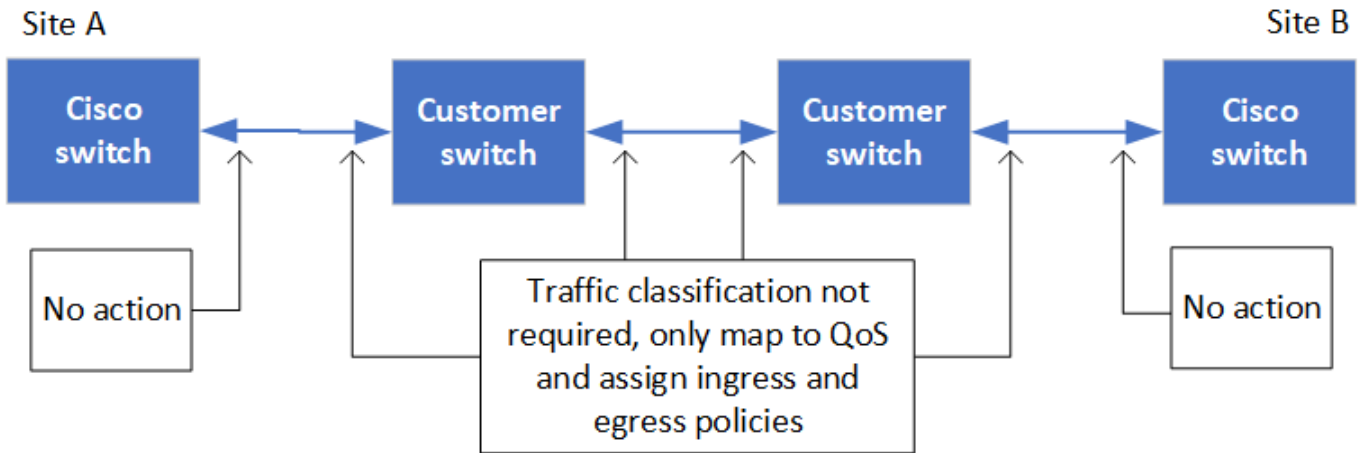 Site A
Site B
Cisco
switch
Customer
switch
Customer
switch
Cisco
switch
No action
Traffic classification not
required, only map to QoS
and assign ingress and
egress policies
No action